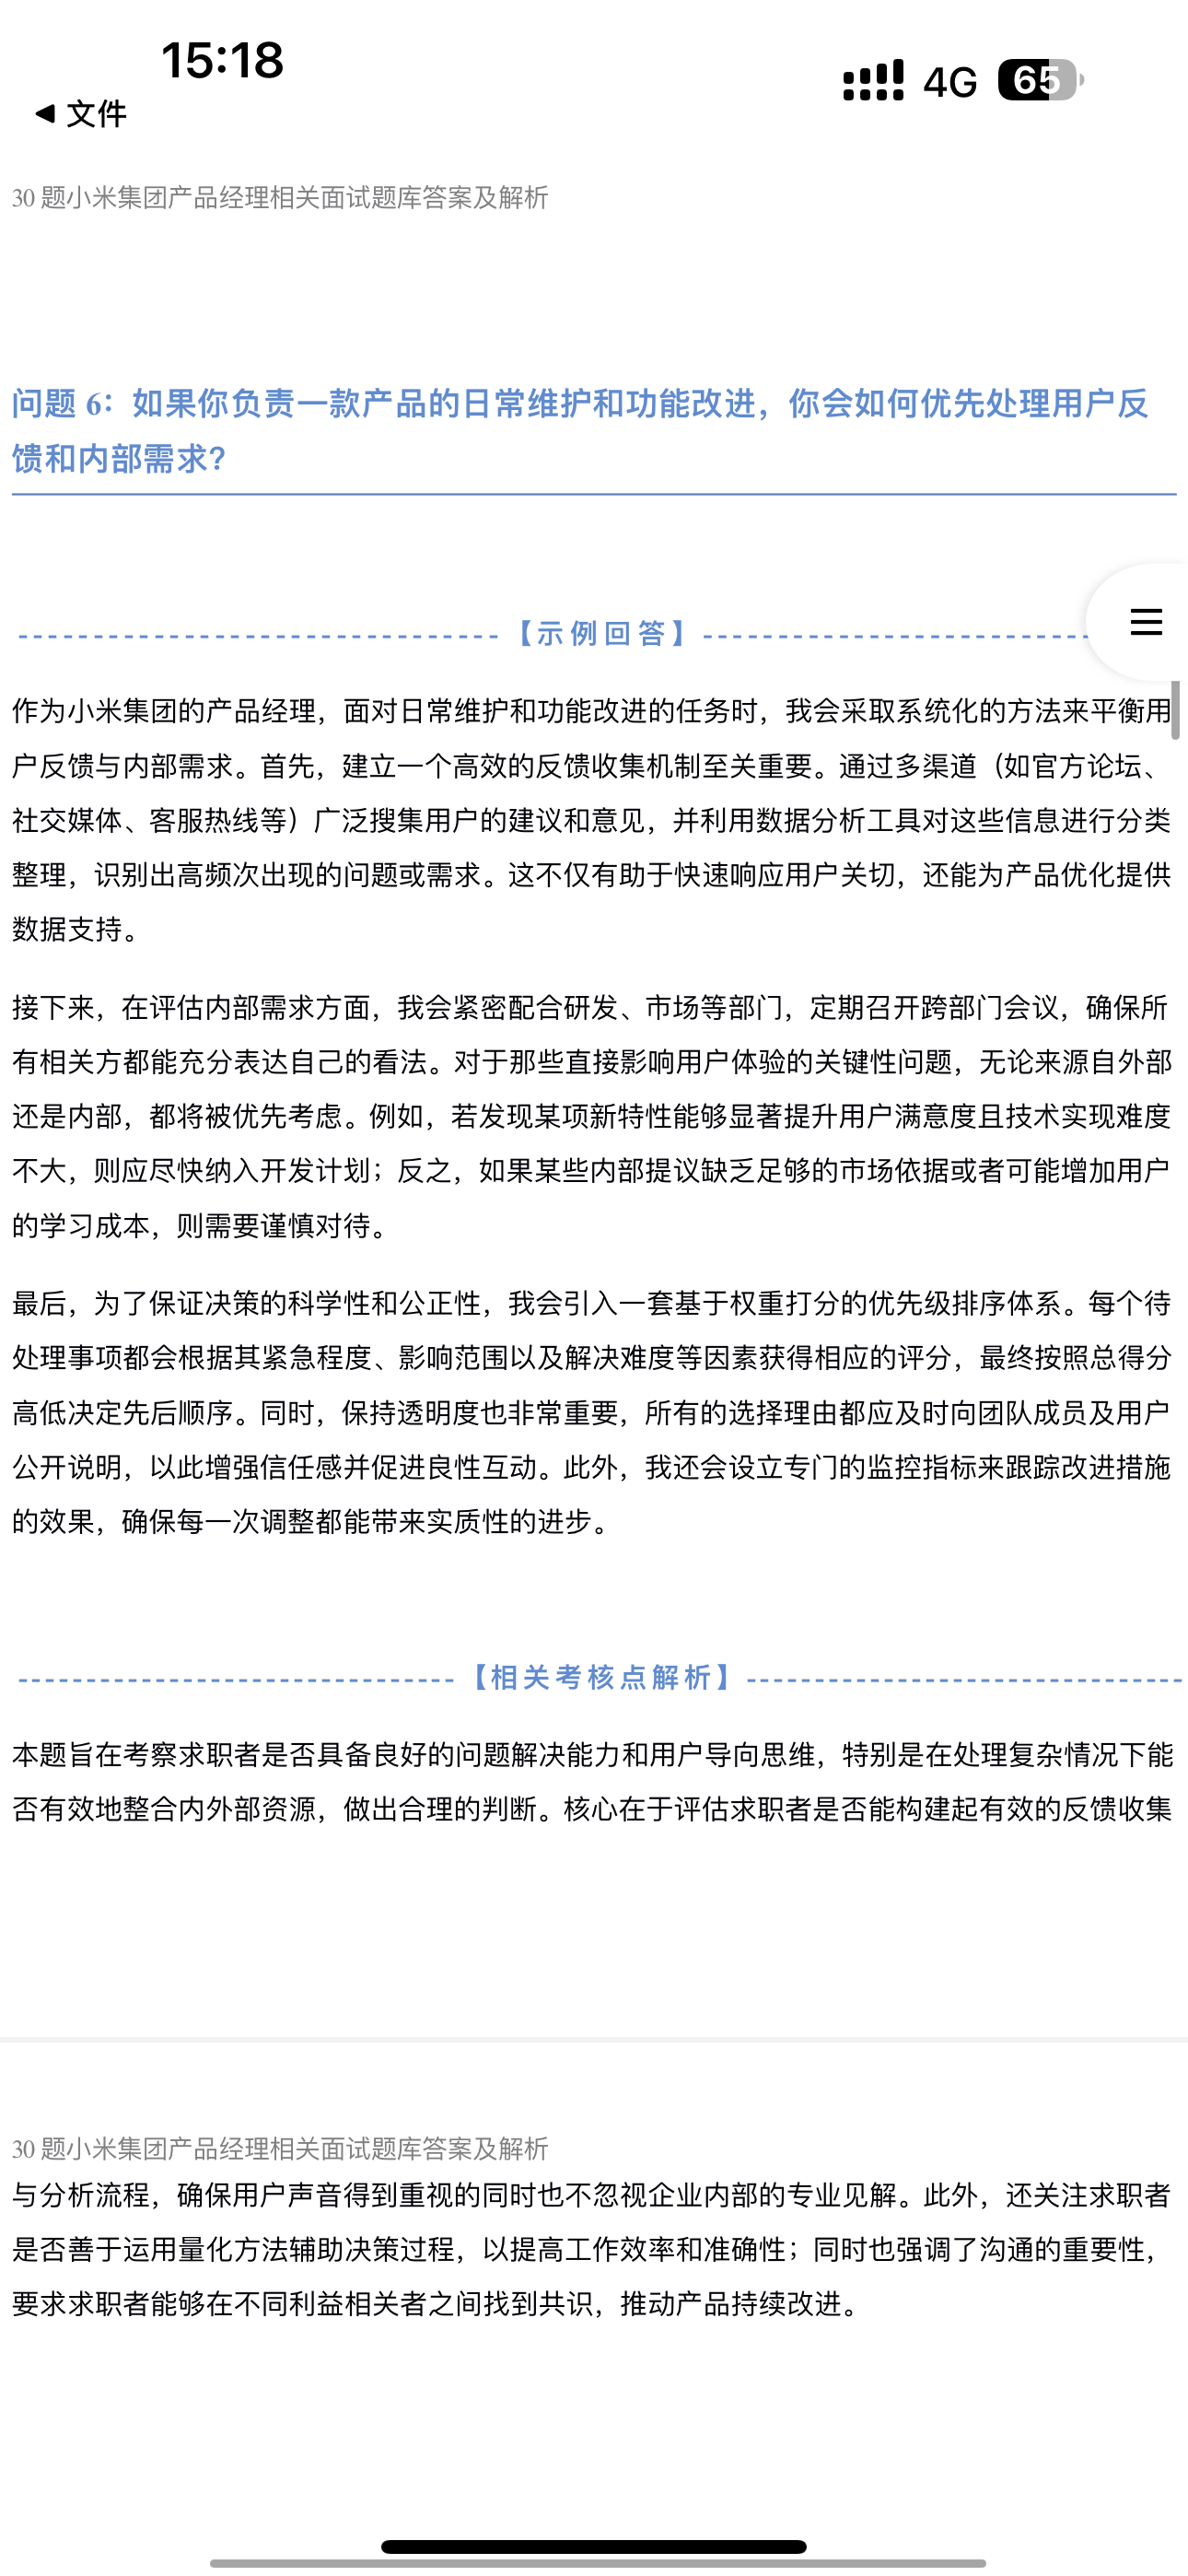 15:18
4G
65
◀ 文件
30 题小米集团产品经理相关面试题库答案及解析
问题 6：如果你负责一款产品的日常维护和功能改进，你会如何优先处理用户反
馈和内部需求？
--------------------------------【示例回答】--------------------------
作为小米集团的产品经理，面对日常维护和功能改进的任务时，我会采取系统化的方法来平衡用
户反馈与内部需求。首先，建立一个高效的反馈收集机制至关重要。通过多渠道（如官方论坛、
社交媒体、客服热线等）广泛搜集用户的建议和意见，并利用数据分析工具对这些信息进行分类
整理，识别出高频次出现的问题或需求。这不仅有助于快速响应用户关切，还能为产品优化提供
数据支持。
接下来，在评估内部需求方面，我会紧密配合研发、市场等部门，定期召开跨部门会议，确保所
有相关方都能充分表达自己的看法。对于那些直接影响用户体验的关键性问题，无论来源自外部
还是内部，都将被优先考虑。例如，若发现某项新特性能够显著提升用户满意度且技术实现难度
不大，则应尽快纳入开发计划；反之，如果某些内部提议缺乏足够的市场依据或者可能增加用户
的学习成本，则需要谨慎对待。
最后，为了保证决策的科学性和公正性，我会引入一套基于权重打分的优先级排序体系。每个待
处理事项都会根据其紧急程度、影响范围以及解决难度等因素获得相应的评分，最终按照总得分
高低决定先后顺序。同时，保持透明度也非常重要，所有的选择理由都应及时向团队成员及用户
公开说明，以此增强信任感并促进良性互动。此外，我还会设立专门的监控指标来跟踪改进措施
的效果，确保每一次调整都能带来实质性的进步。
--------------------------------【相关考核点解析】--------------------------------
本题旨在考察求职者是否具备良好的问题解决能力和用户导向思维，特别是在处理复杂情况下能
否有效地整合内外部资源，做出合理的判断。核心在于评估求职者是否能构建起有效的反馈收集
30 题小米集团产品经理相关面试题库答案及解析
与分析流程，确保用户声音得到重视的同时也不忽视企业内部的专业见解。此外，还关注求职者
是否善于运用量化方法辅助决策过程，以提高工作效率和准确性；同时也强调了沟通的重要性，
要求求职者能够在不同利益相关者之间找到共识，推动产品持续改进。